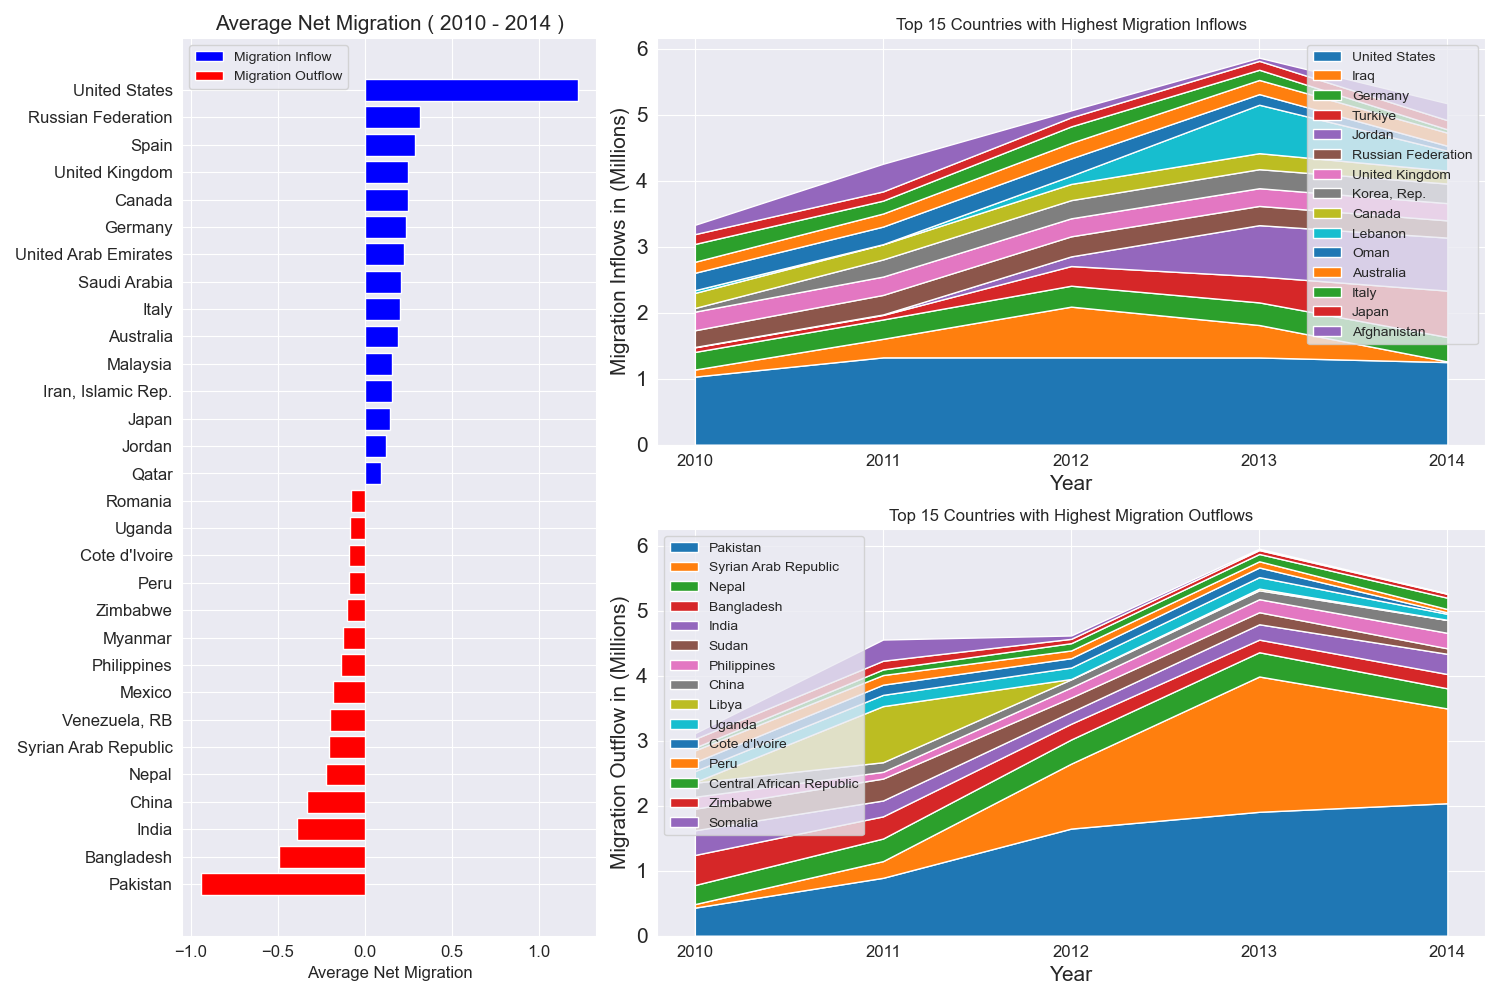 Average Net Migration ( 2010 - 2014 )
Migration Inflow
Migration Outflow
United States
Russian Federation
Spain
United Kingdom
Canada
Germany
United Arab Emirates
Saudi Arabia
Italy
Australia
Malaysia
Iran, Islamic Rep.
Japan
Jordan
Qatar
Romania
Uganda
Cote d'Ivoire
Peru
Zimbabwe
Myanmar
Philippines
Mexico
Venezuela, RB
Syrian Arab Republic
Nepal
China
India
Bangladesh
Pakistan
−1.0 −0.5 0.0 0.5 1.0
Average Net Migration
Top 15 Countries with Highest Migration Inflows
Migration Inflows in (Millions)
6
5
4
3
2
1
0
United States
Iraq
Germany
Turkiye
Jordan
Russian Federation
United Kingdom
Korea, Rep.
Canada
Lebanon
Oman
Australia
Italy
Japan
Afghanistan
2010 2011 2012 2013 2014
Year
Top 15 Countries with Highest Migration Outflows
Migration Outflow in (Millions)
6
5
4
3
2
1
0
Pakistan
Syrian Arab Republic
Nepal
Bangladesh
India
Sudan
Philippines
China
Libya
Uganda
Cote d'Ivoire
Peru
Central African Republic
Zimbabwe
Somalia
2010 2011 2012 2013 2014
Year